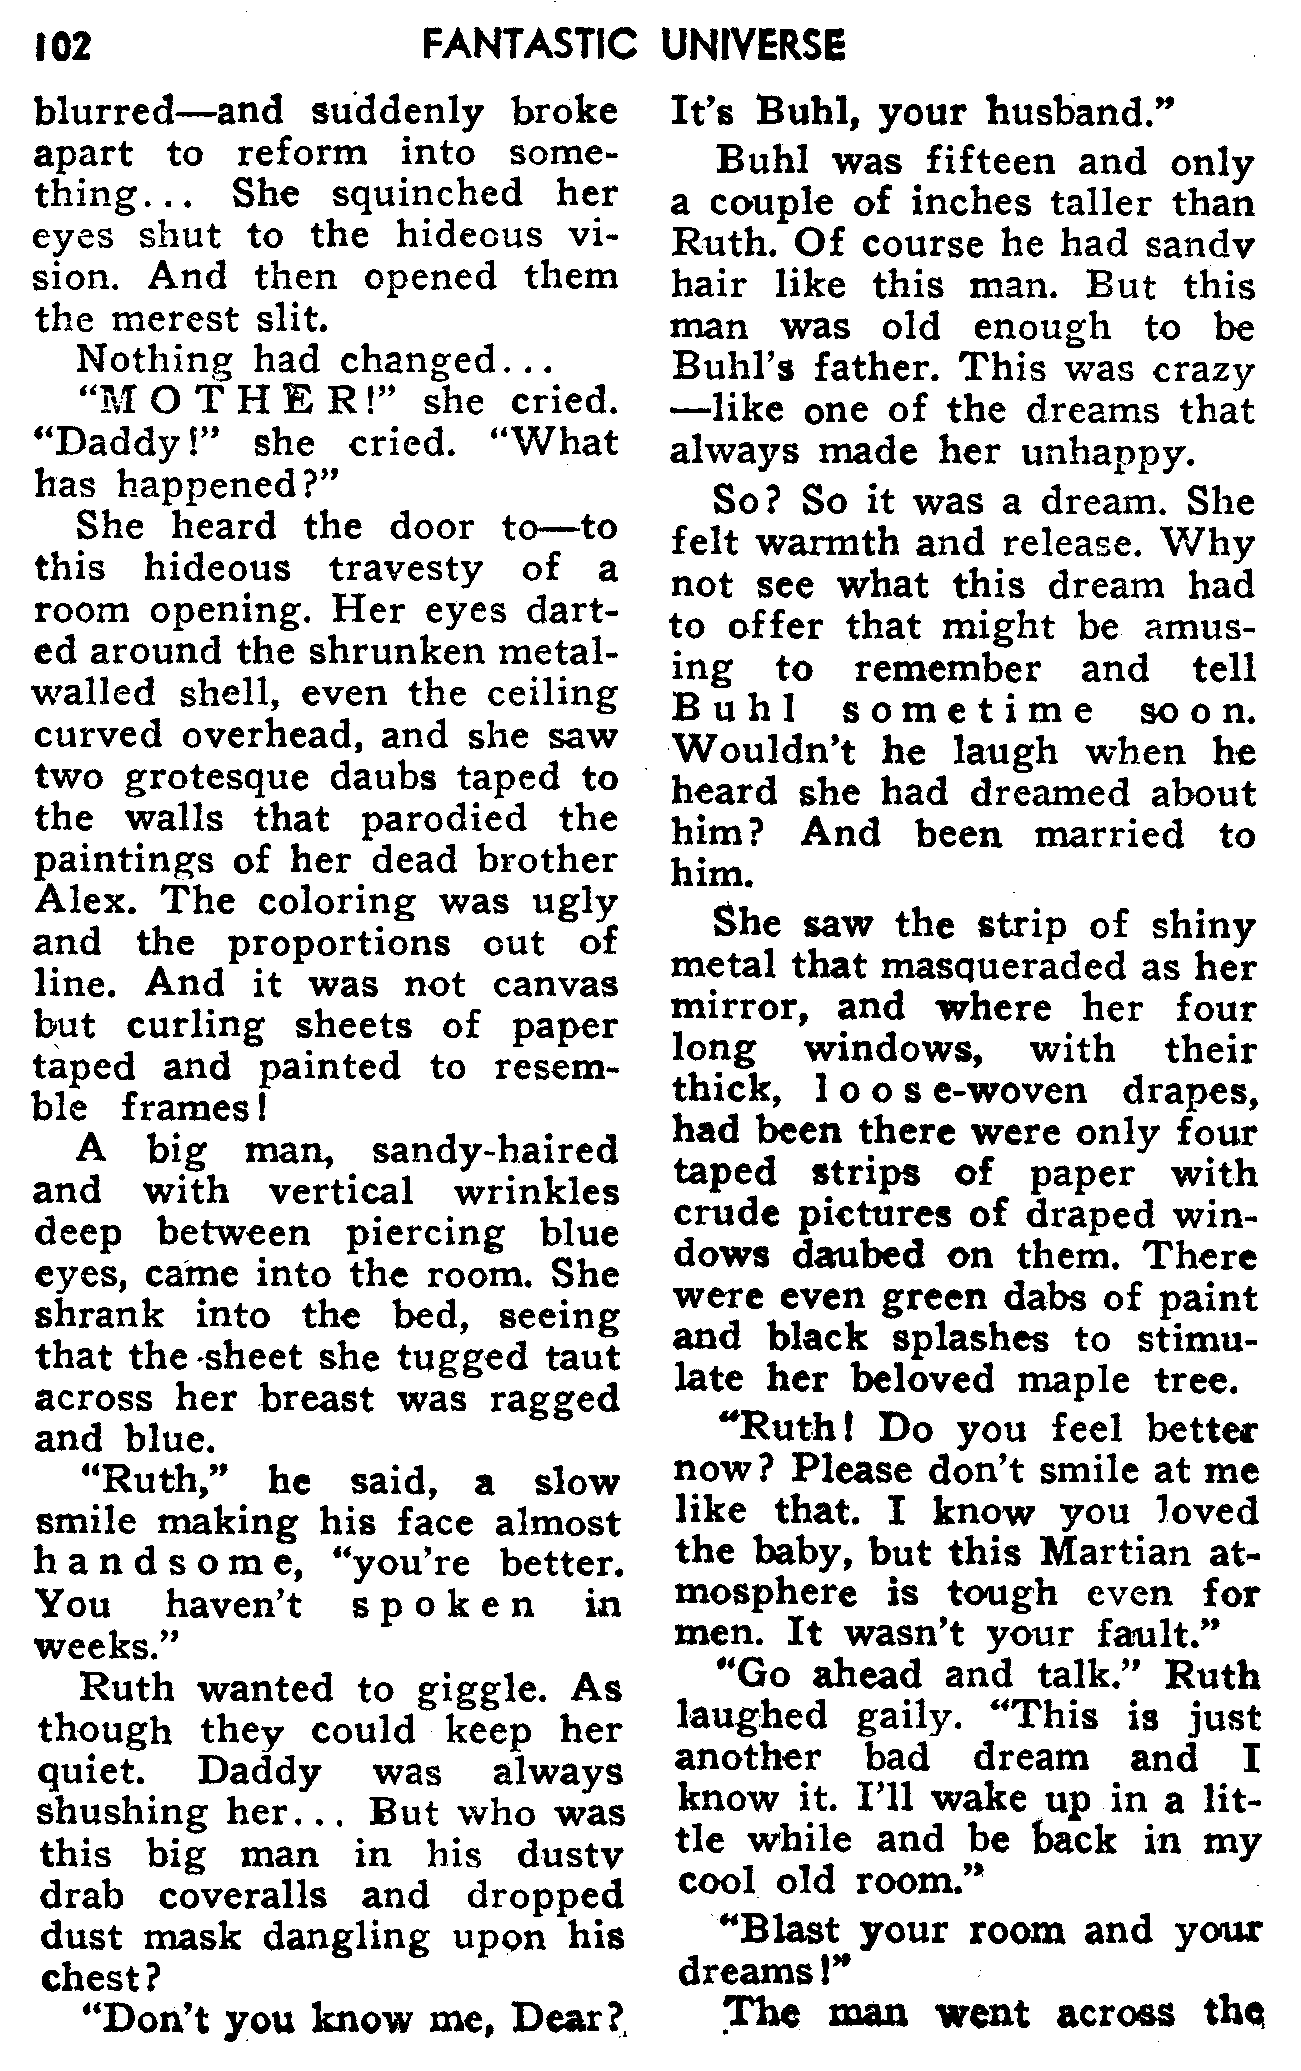 102
FANTASTIC UNIVERSE
blurred—and suddenly broke
apart to reform into some-
thing... She squinched her
eyes shut to the hideous vi-
sion. And then opened them
the merest slit.
Nothing had changed...
“MOTHER!” she cried.
“Daddy!” she cried. “What
has happened?”
She heard the door to—to
this hideous travesty of a
room opening. Her eyes dart-
ed around the shrunken metal-
walled shell, even the ceiling
curved overhead, and she saw
two grotesque daubs taped to
the walls that parodied the
paintings of her dead brother
Alex. The coloring was ugly
and the proportions out of
line. And it was not canvas
but curling sheets of paper
taped and painted to resem-
ble frames!
A big man, sandy-haired
and with vertical wrinkles
deep between piercing blue
eyes, came into the room. She
shrank into the bed, seeing
that the sheet she tugged taut
across her breast was ragged
and blue.
“Ruth,” he said, a slow
smile making his face almost
handsome, “you're better.
You haven't spoken in
weeks.”
Ruth wanted to giggle. As
though they could keep her
quiet. Daddy was always
shushing her... But who was
this big man in his dusty
drab coveralls and dropped
dust mask dangling upon his
chest?
“Don't you know me, Dear?
It's Buhl, your husband.”
Buhl was fifteen and only
a couple of inches taller than
Ruth. Of course he had sandy
hair like this man. But this
man was old enough to be
Buhl's father. This was crazy
—like one of the dreams that
always made her unhappy.
So? So it was a dream. She
felt warmth and release. Why
not see what this dream had
to offer that might be amus-
ing to remember and tell
Buhl sometime soon.
Wouldn't he laugh when he
heard she had dreamed about
him? And been married to
him.
She saw the strip of shiny
metal that masqueraded as her
mirror, and where her four
long windows, with their
thick, loose-woven drapes,
had been there were only four
taped strips of paper with
crude pictures of draped win-
dows daubed on them. There
were even green dabs of paint
and black splashes to stimu-
late her beloved maple tree.
“Ruth! Do you feel better
now? Please don't smile at me
like that. I know you loved
the baby, but this Martian at-
mosphere is tough even for
men. It wasn't your fault.”
“Go ahead and talk.” Ruth
laughed gaily. “This is just
another bad dream and I
know it. I'll wake up in a lit-
tle while and be back in my
cool old room.”
“Blast your room and your
dreams!”
The man went across the